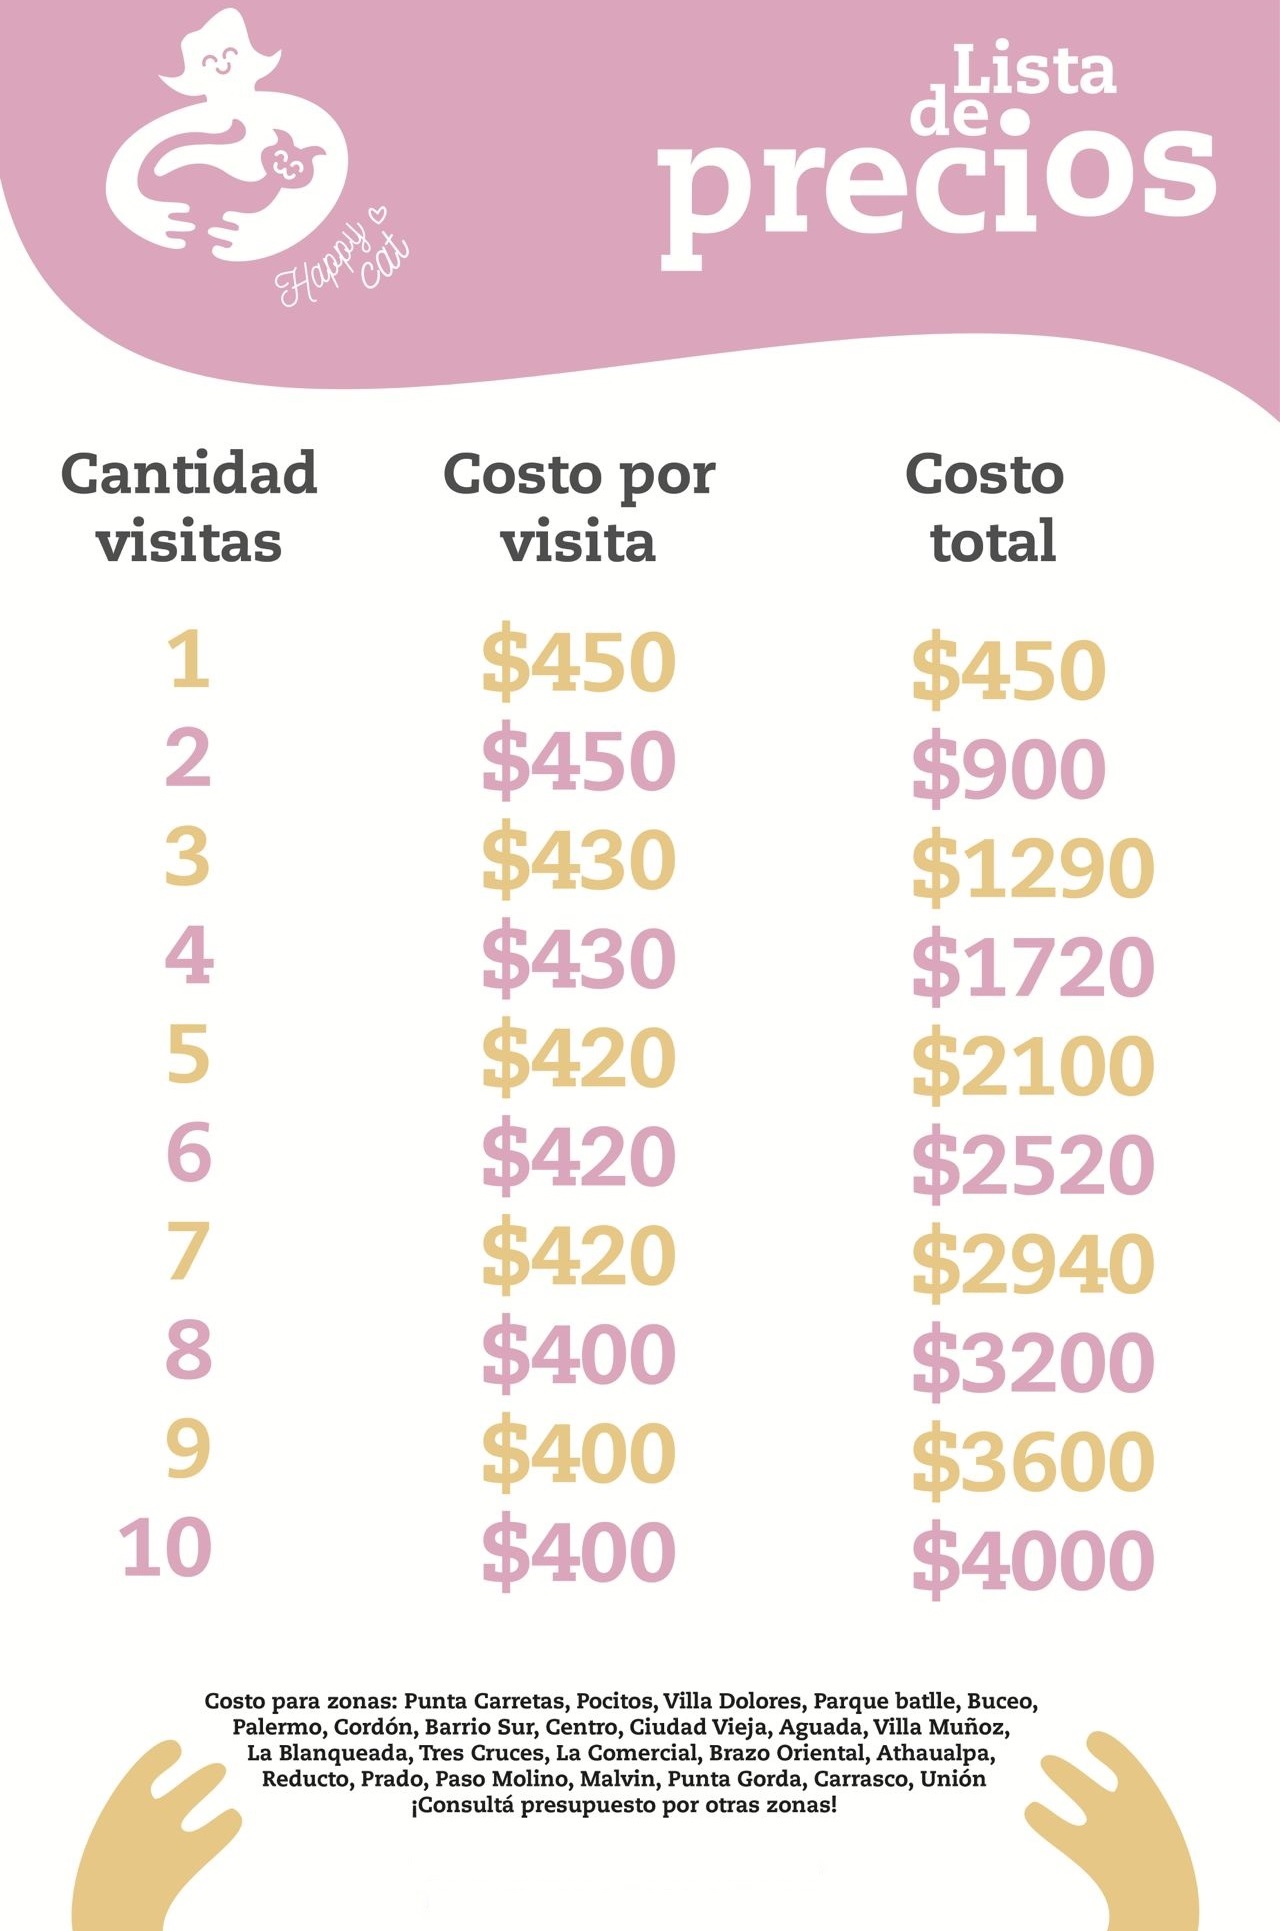 Lista
de
precios
Happy
cat
Cantidad visitas Costo por visita Costo total
1 $450 $450
2 $450 $900
3 $430 $1290
4 $430 $1720
5 $420 $2100
6 $420 $2520
7 $420 $2940
8 $400 $3200
9 $400 $3600
10 $400 $4000
Costo para zonas: Punta Carretas, Pocitos, Villa Dolores, Parque batlle, Buceo,
Palermo, Cordón, Barrio Sur, Centro, Ciudad Vieja, Aguada, Villa Muñoz,
La Blanqueada, Tres Cruces, La Comercial, Brazo Oriental, Athaualpa,
Reducto, Prado, Paso Molino, Malvin, Punta Gorda, Carrasco, Unión
¡Consultá presupuesto por otras zonas!